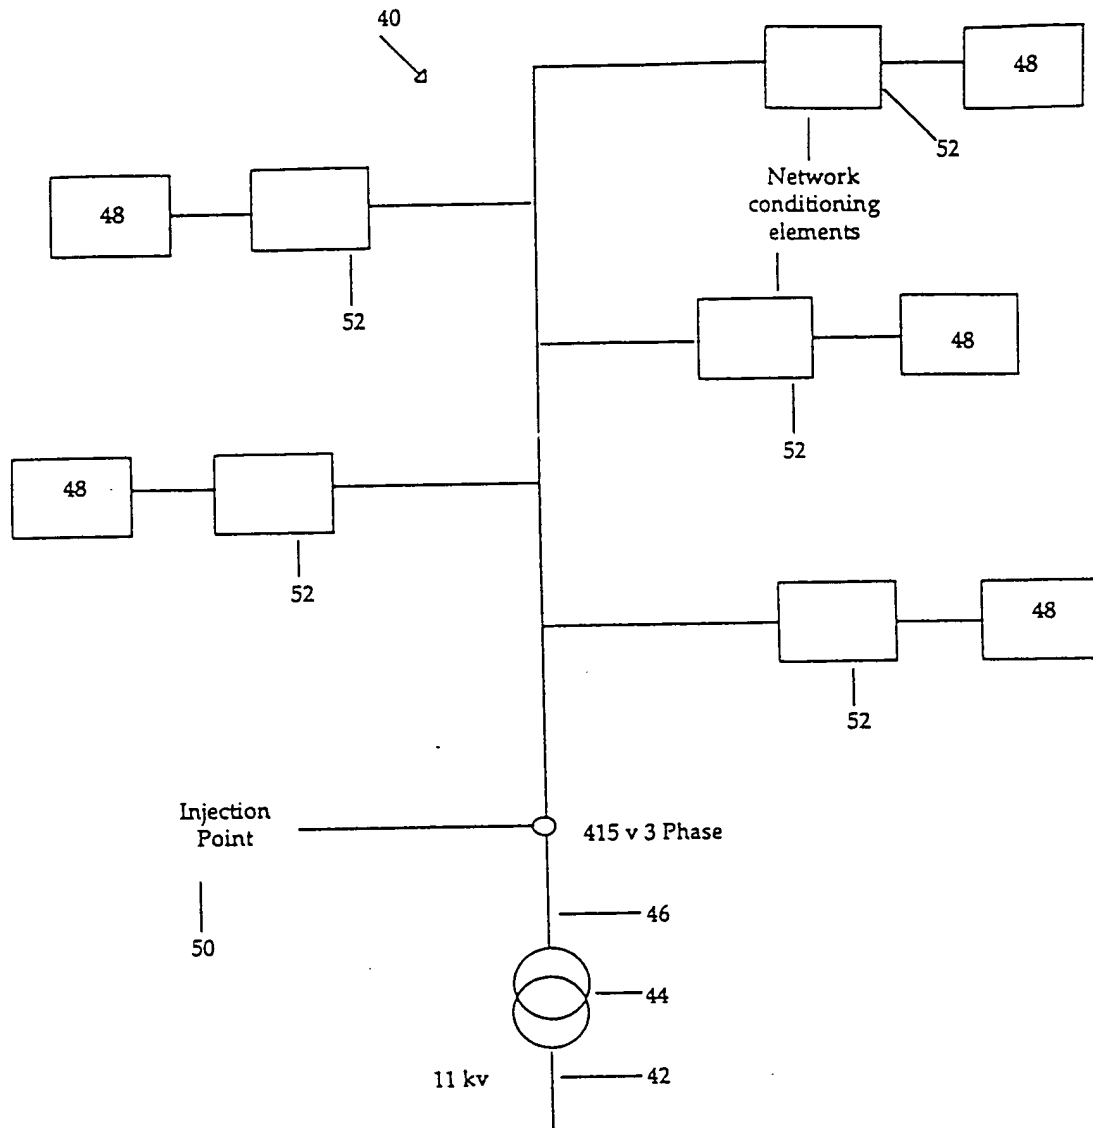 40
48
52
Network
conditioning
elements
48
52
48
52
48
52
48
52
Injection
Point
415 v 3 Phase
46
50
44
11 kv
42